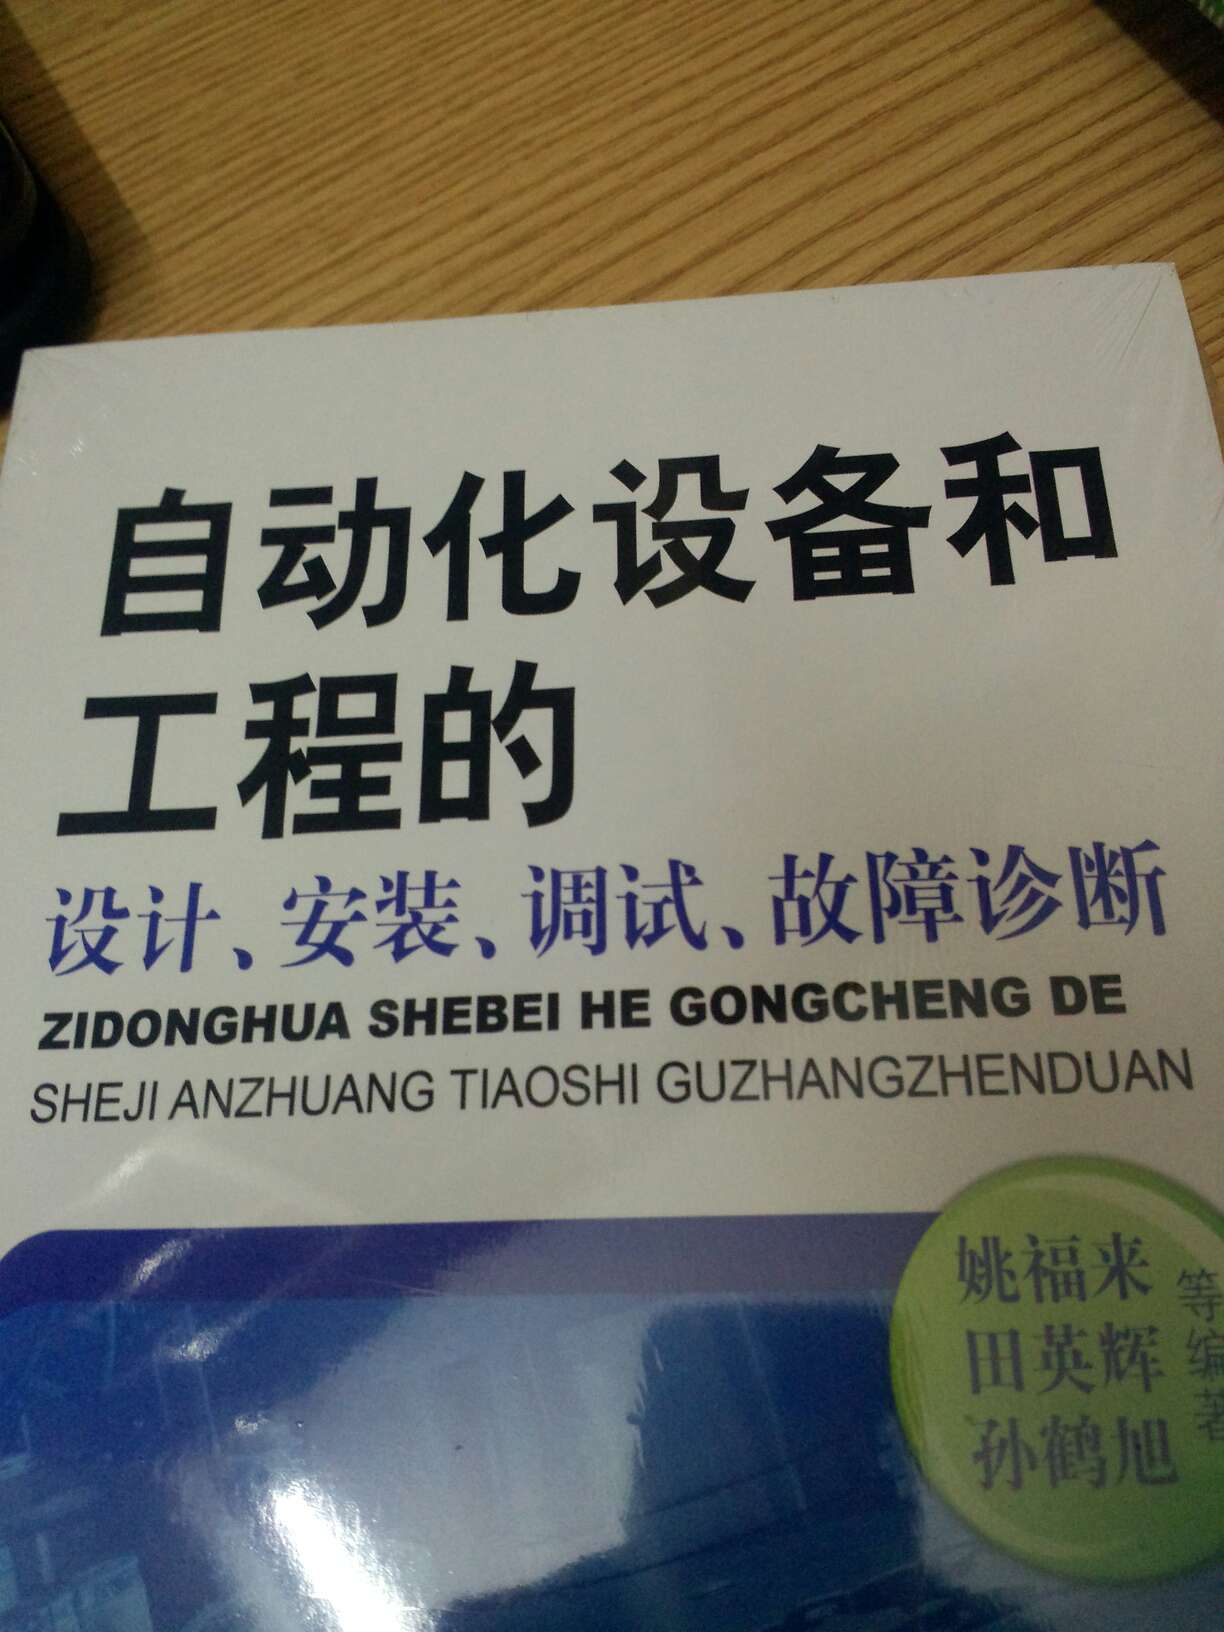 自动化设备和
工程的
设计、安装、调试、故障诊断
ZIDONGHUA SHEBEI HE GONGCHENG DE
SHEJI ANZHUANG TIAOSHI GUZHANGZHENDUAN
姚福来
田英辉
孙鹤旭
等编著